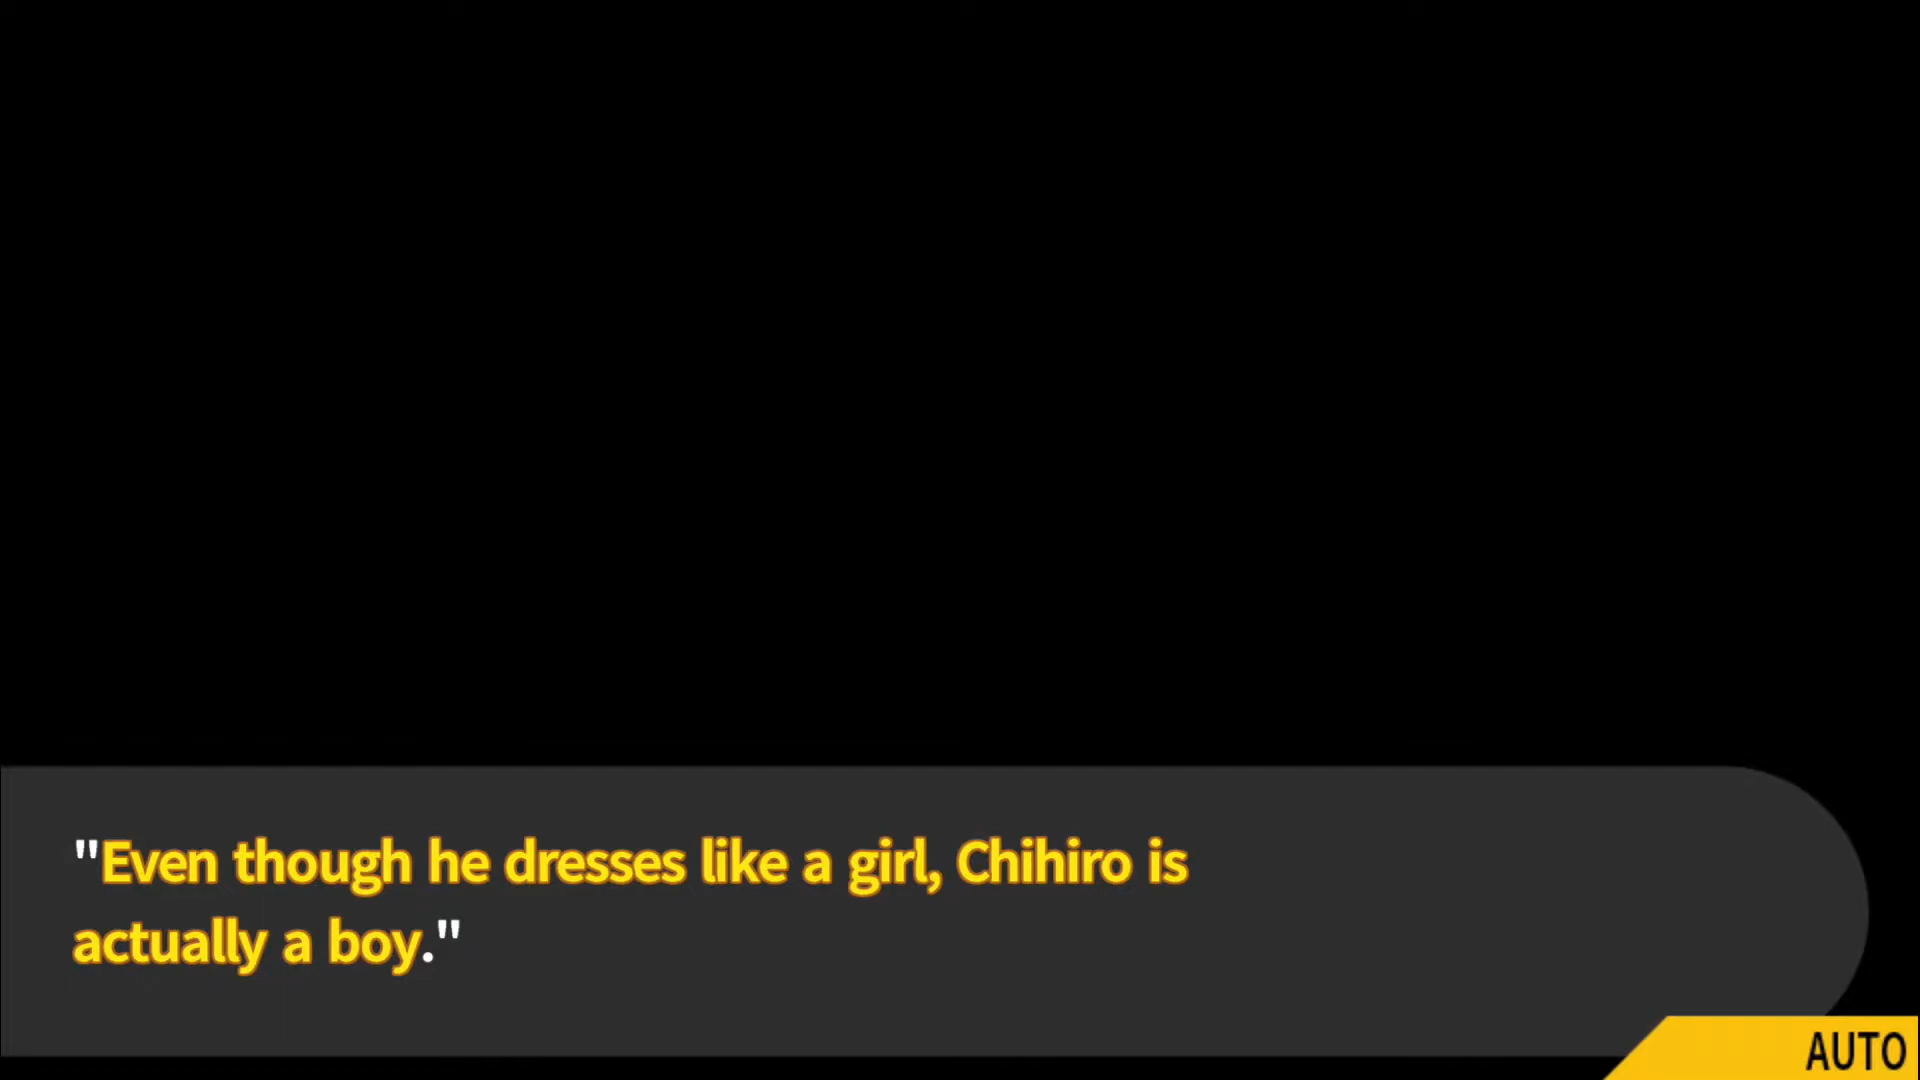 "Even though he dresses like a girl, Chihiro is
actually a boy."
AUTO